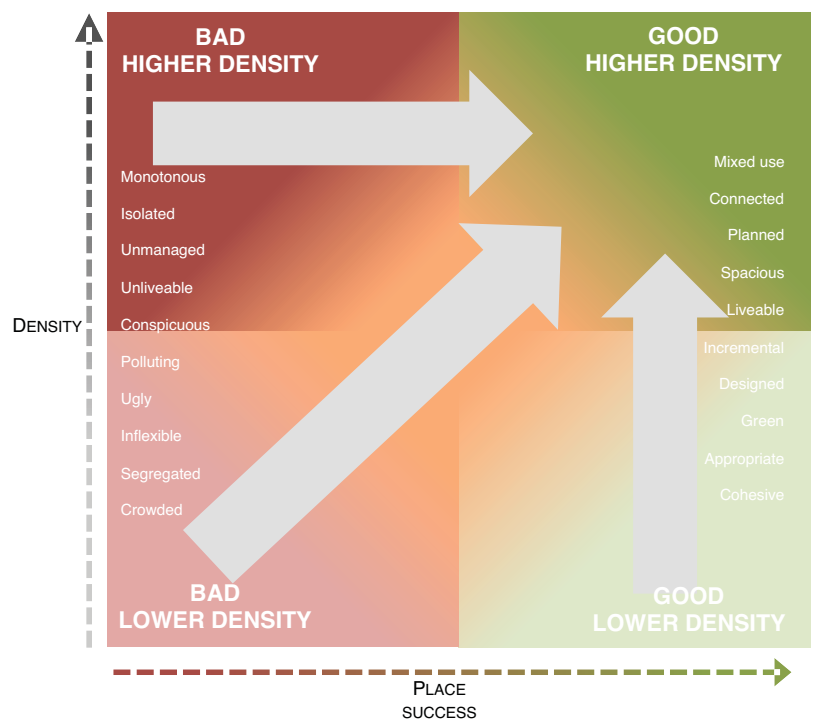 BAD
HIGHER DENSITY
GOOD
HIGHER DENSITY
Monotonous
Isolated
Unmanaged
Unliveable
Conspicuous
Polluting
Ugly
Inflexible
Segregated
Crowded
Mixed use
Connected
Planned
Spacious
Liveable
Incremental
Designed
Green
Appropriate
Cohesive
DENSITY
BAD
LOWER DENSITY
GOOD
LOWER DENSITY
PLACE
SUCCESS